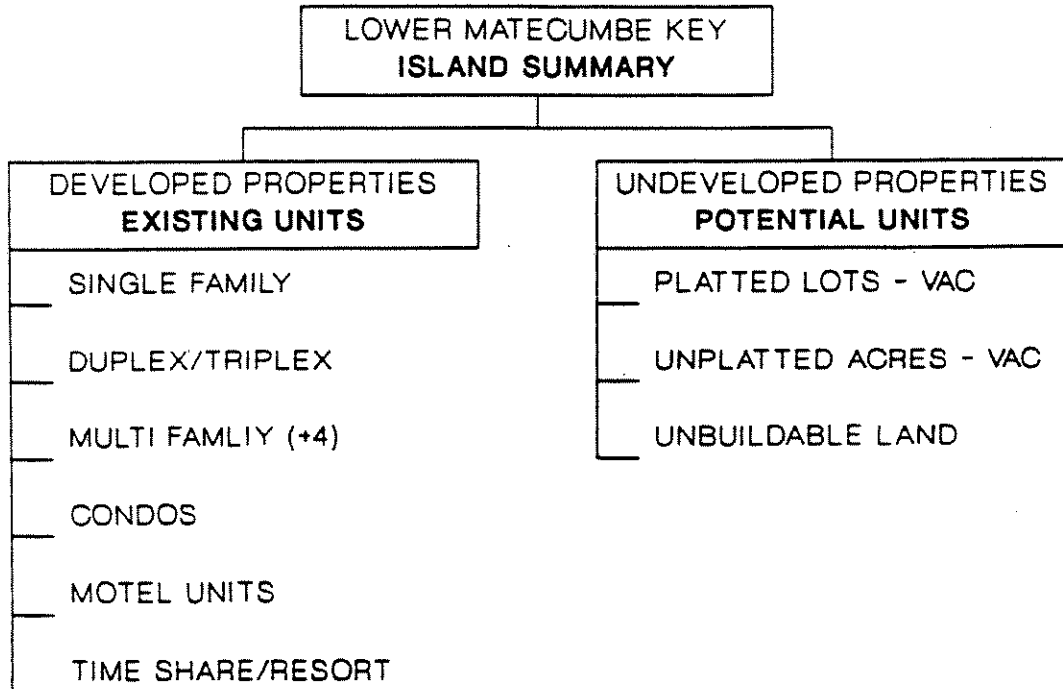 LOWER MATECUMBE KEY
ISLAND SUMMARY
DEVELOPED PROPERTIES
EXISTING UNITS
SINGLE FAMILY
DUPLEX/TRIPLEX
MULTI FAMLIY (+4)
CONDOS
MOTEL UNITS
TIME SHARE/RESORT
UNDEVELOPED PROPERTIES
POTENTIAL UNITS
PLATTED LOTS - VAC
UNPLATTED ACRES - VAC
UNBUILDABLE LAND